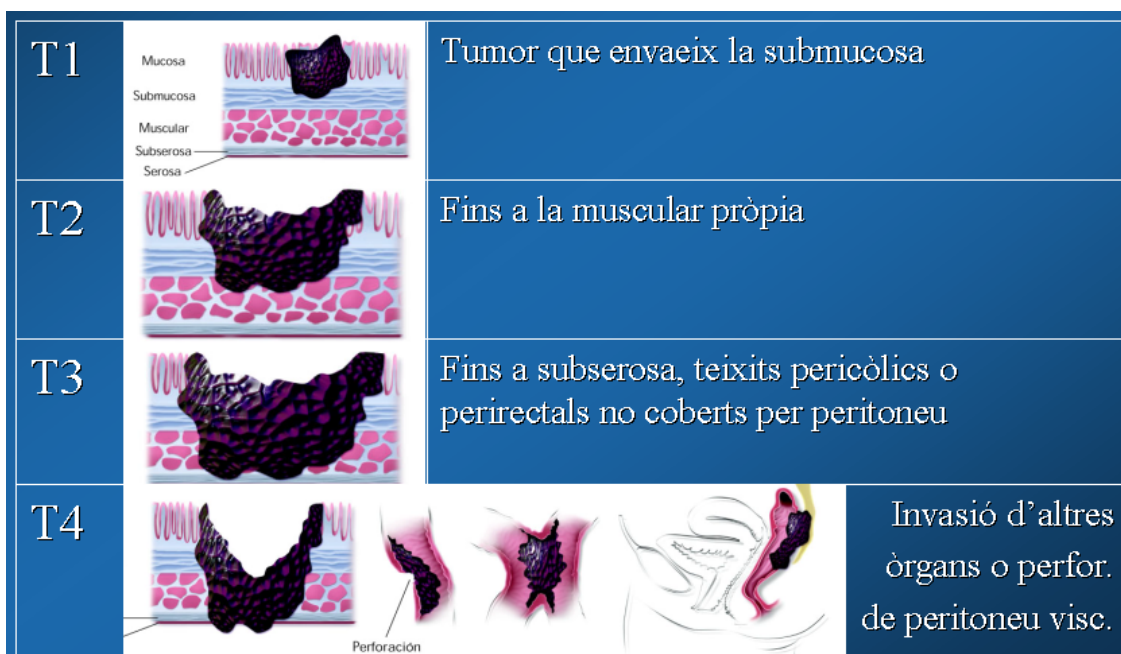 T1
Mucosa
Submucosa
Muscular
Subserosa
Serosa
Tumor que envaeix la submucosa
T2
Fins a la muscular pròpia
T3
Fins a subserosa, teixits pericòlics o
perirectals no coberts per peritoneu
T4
Perforación
Invasió d'altres
òrgans o perfor.
de peritoneu visc.